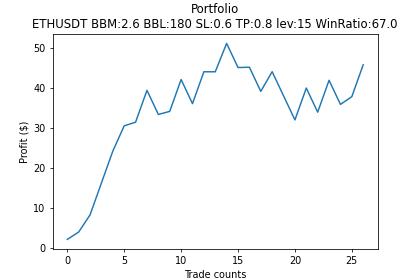 Portfolio
ETHUSDT BBM:2.6 BBL:180 SL:0.6 TP:0.8 lev:15 WinRatio:67.0
50
40
30
20
10
0
Profit ($)
0 5 10 15 20 25
Trade counts